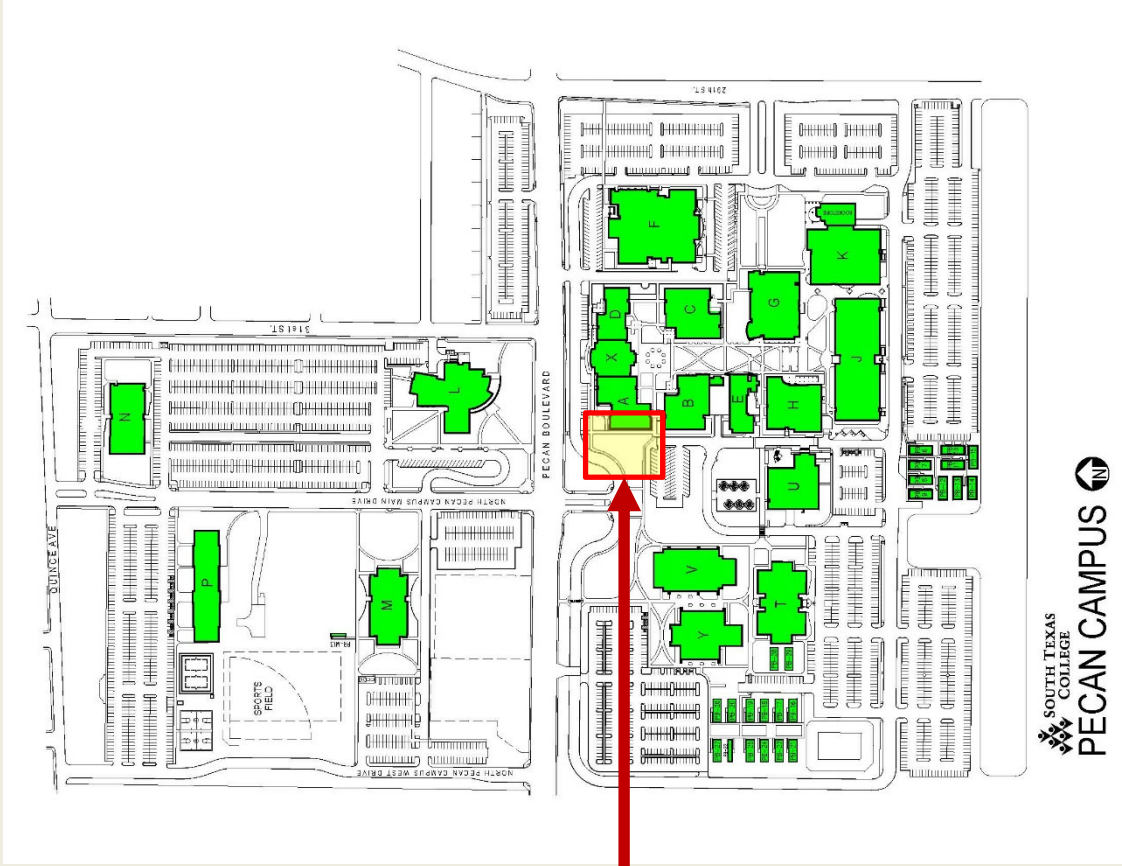 29th ST.
31st ST.
PECAN BOULEVARD
QUINCE AVE
NORTH PECAN CAMPUS MAIN DRIVE
NORTH PECAN CAMPUS WEST DRIVE
SPORTS
FIELD
BOOKSTORE
F
K
D
C
G
X
J
A
B
E
H
L
N
U
V
T
Y
P
M
SOUTH TEXAS
COLLEGE
PECAN CAMPUS
N